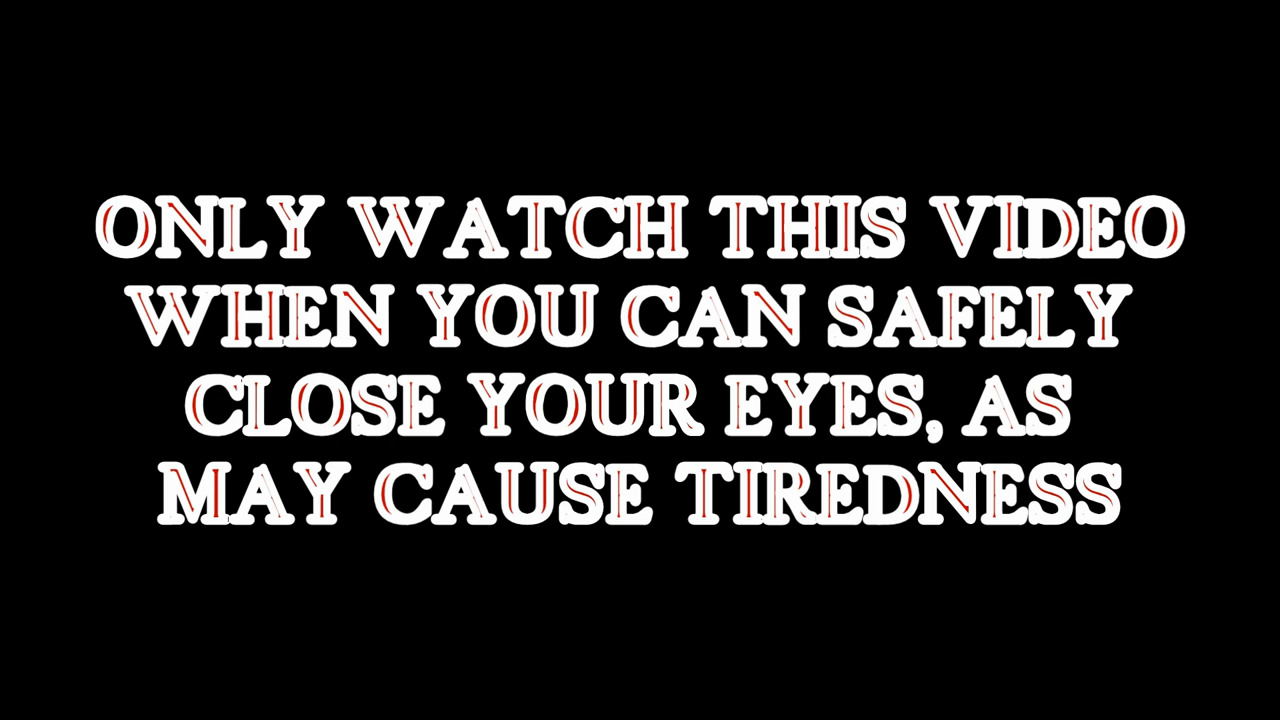 ONLY WATCH THIS VIDEO
WHEN YOU CAN SAFELY
CLOSE YOUR EYES, AS
MAY CAUSE TIREDNESS